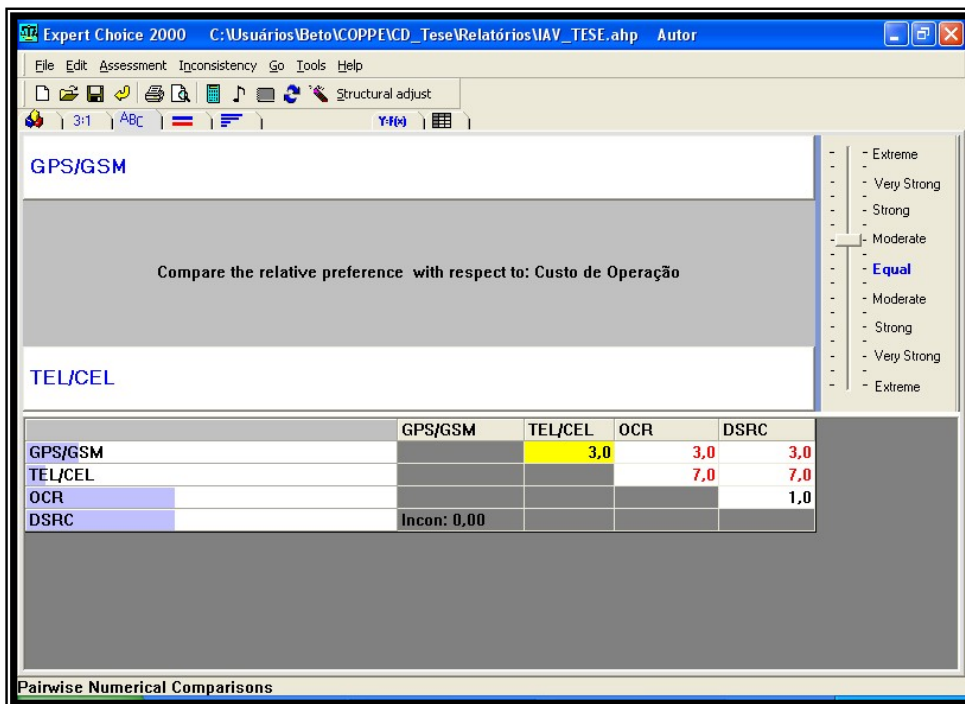 Expert Choice 2000 C:\Usuários\Beto\COPPE\CD_Tese\Relatórios\IAV_TESE.ahp Autor
File Edit Assessment Inconsistency Go Tools Help
Structural adjust
3:1 ABC Y:F(x)
GPS/GSM
Compare the relative preference with respect to: Custo de Operação
TEL/CEL
Extreme
Very Strong
Strong
Moderate
Equal
Moderate
Strong
Very Strong
Extreme
GPS/GSM TEL/CEL OCR DSRC
GPS/GSM 3,0 3,0 3,0
TEL/CEL 7,0 7,0
OCR 1,0
DSRC Incon: 0,00
Pairwise Numerical Comparisons